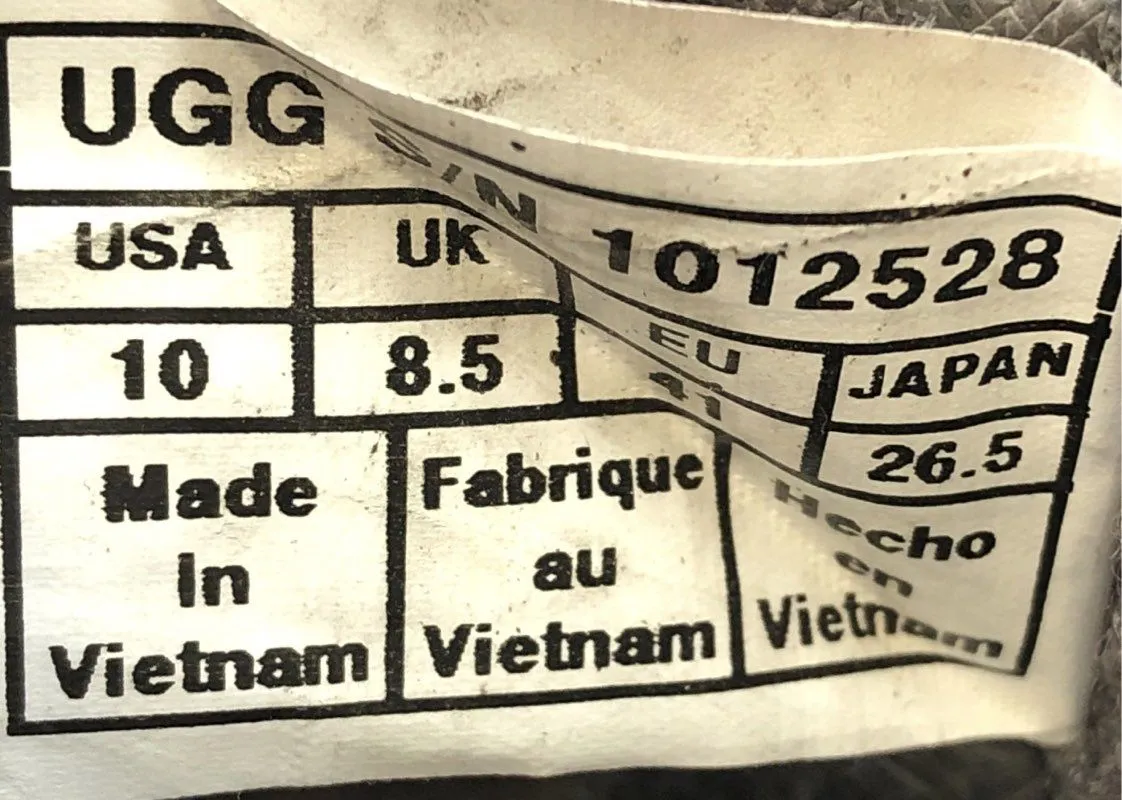 UGG S/N 1012528
USA UK EU JAPAN
10 8.5 41 26.5
Made
In
Vietnam
Fabrique
au
Vietnam
Hecho
en
Vietnam